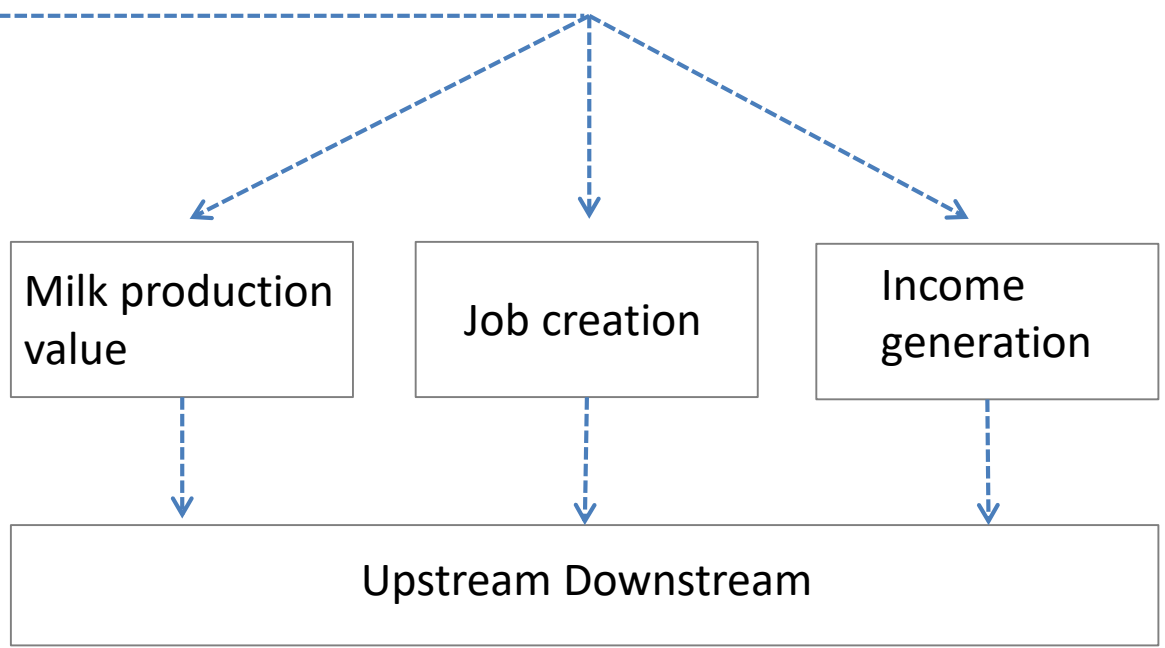 Milk production
value
Job creation
Income
generation
Upstream Downstream